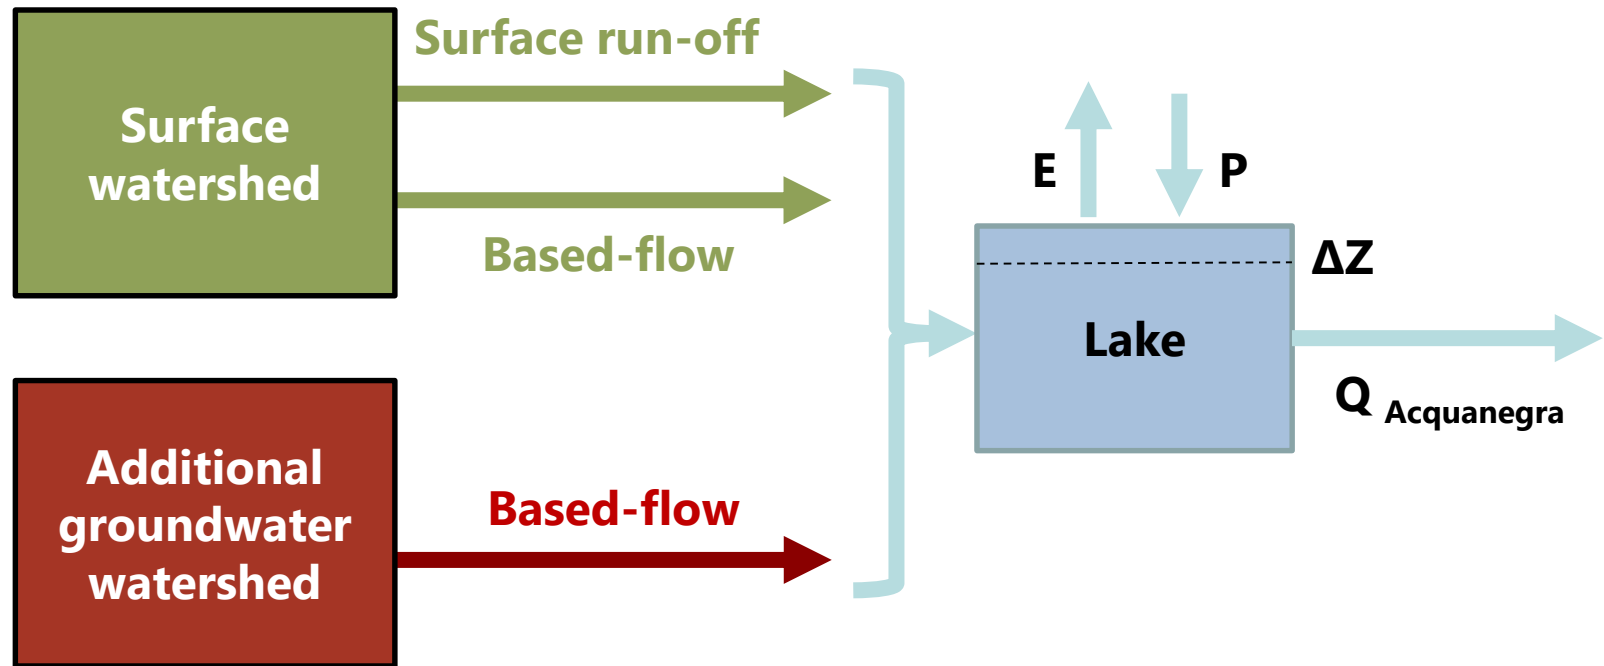 Surface run-off
Surface
watershed
Based-flow
E
P
ΔZ
Lake
Q Acquanegra
Additional
groundwater
watershed
Based-flow